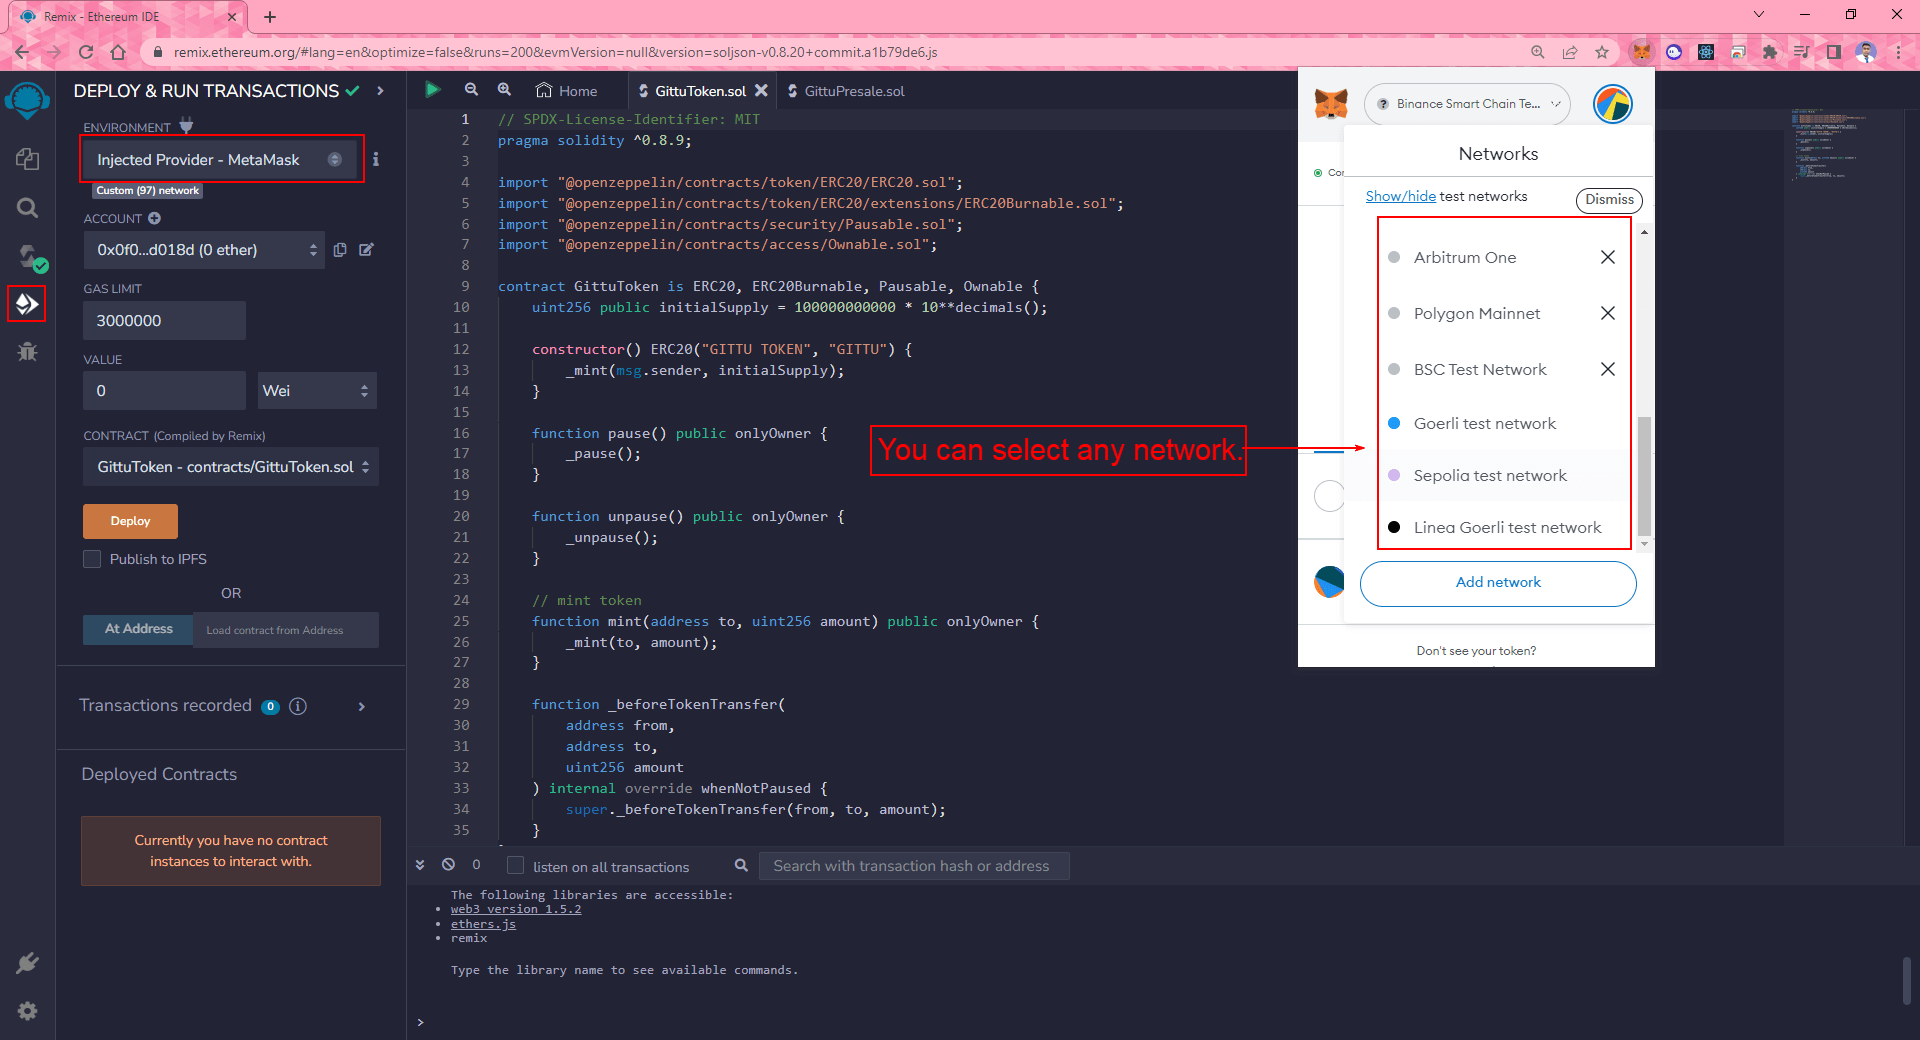 Remix - Ethereum IDE
remix.ethereum.org/#lang=en&optimize=false&runs=200&evmVersion=null&version=soljson-v0.8.20+commit.a1b79de6.js
DEPLOY & RUN TRANSACTIONS
ENVIRONMENT
Injected Provider - MetaMask
Custom (97) network
ACCOUNT
0x0f0...d018d (0 ether)
GAS LIMIT
3000000
VALUE
0
Wei
CONTRACT (Compiled by Remix)
GittuToken - contracts/GittuToken.sol
Deploy
Publish to IPFS
OR
At Address
Load contract from Address
Transactions recorded 0
Deployed Contracts
Currently you have no contract
instances to interact with.
Home
GittuToken.sol
GittuPresale.sol
1 // SPDX-License-Identifier: MIT
2 pragma solidity ^0.8.9;
3
4 import "@openzeppelin/contracts/token/ERC20/ERC20.sol";
5 import "@openzeppelin/contracts/token/ERC20/extensions/ERC20Burnable.sol";
6 import "@openzeppelin/contracts/security/Pausable.sol";
7 import "@openzeppelin/contracts/access/Ownable.sol";
8
9 contract GittuToken is ERC20, ERC20Burnable, Pausable, Ownable {
10 uint256 public initialSupply = 100000000000 * 10**decimals();
11
12 constructor() ERC20("GITTU TOKEN", "GITTU") {
13 _mint(msg.sender, initialSupply);
14 }
15
16 function pause() public onlyOwner {
17 _pause();
18 }
19
20 function unpause() public onlyOwner {
21 _unpause();
22 }
23
24 // mint token
25 function mint(address to, uint256 amount) public onlyOwner {
26 _mint(to, amount);
27 }
28
29 function _beforeTokenTransfer(
30 address from,
31 address to,
32 uint256 amount
33 ) internal override whenNotPaused {
34 super._beforeTokenTransfer(from, to, amount);
35 }
You can select any network.
Binance Smart Chain Te...
Networks
Show/hide test networks
Dismiss
Arbitrum One
Polygon Mainnet
BSC Test Network
Goerli test network
Sepolia test network
Linea Goerli test network
Add network
Don't see your token?
0
listen on all transactions
Search with transaction hash or address
The following libraries are accessible:
• web3 version 1.5.2
• ethers.js
• remix
Type the library name to see available commands.
>